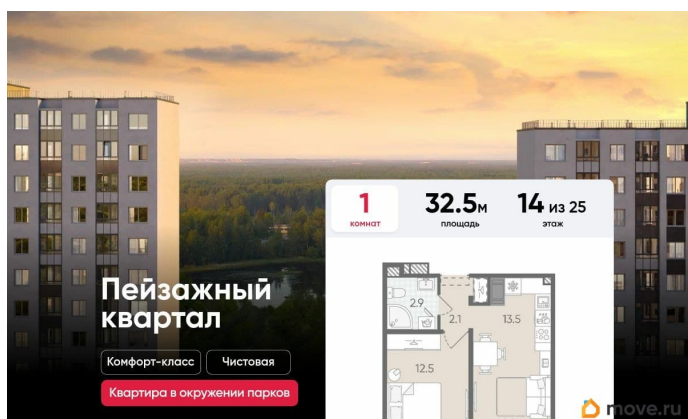 1
комнат
32.5м
площадь
14 из 25
этаж
Пейзажный
квартал
Комфорт-класс
Чистовая
Квартира в окружении парков
2.9
2.1
13.5
12.5
move.ru